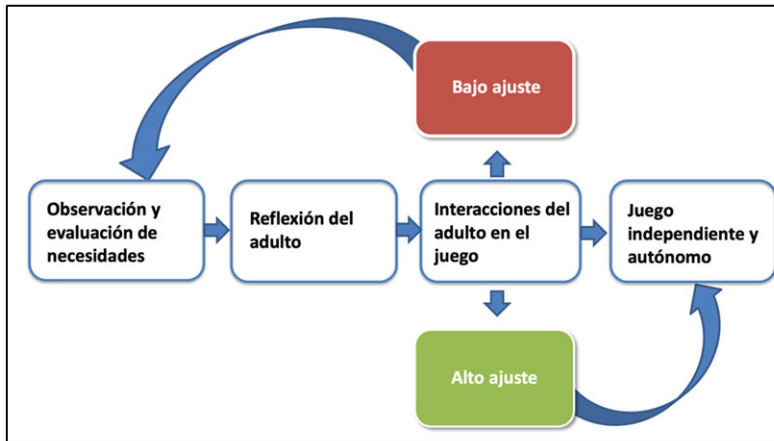 Bajo ajuste
Observación y
evaluación de
necesidades
Reflexión del
adulto
Interacciones del
adulto en el
juego
Juego
independiente y
autónomo
Alto ajuste